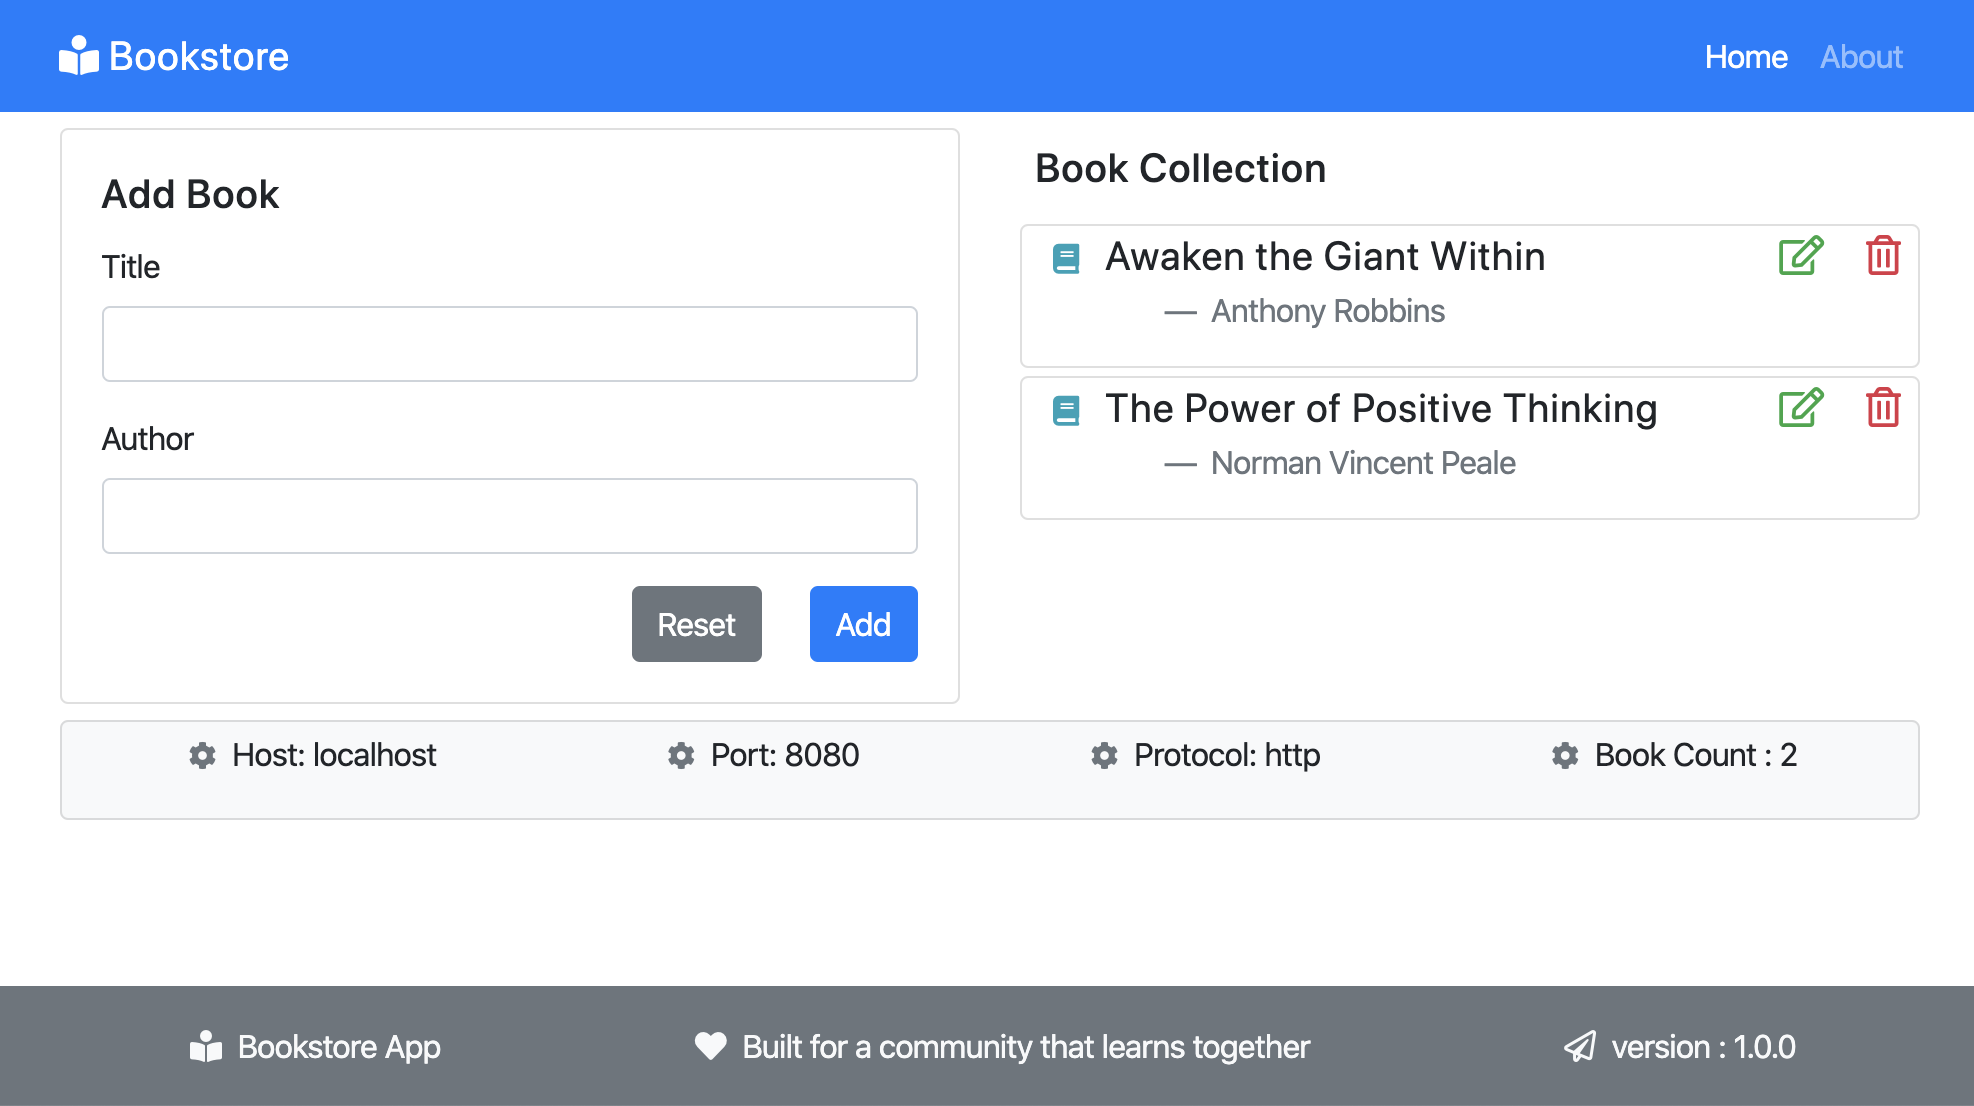 Bookstore
Home About
Add Book
Title
Author
Reset Add
Book Collection
Awaken the Giant Within
— Anthony Robbins
The Power of Positive Thinking
— Norman Vincent Peale
Host: localhost Port: 8080 Protocol: http Book Count : 2
Bookstore App Built for a community that learns together version : 1.0.0